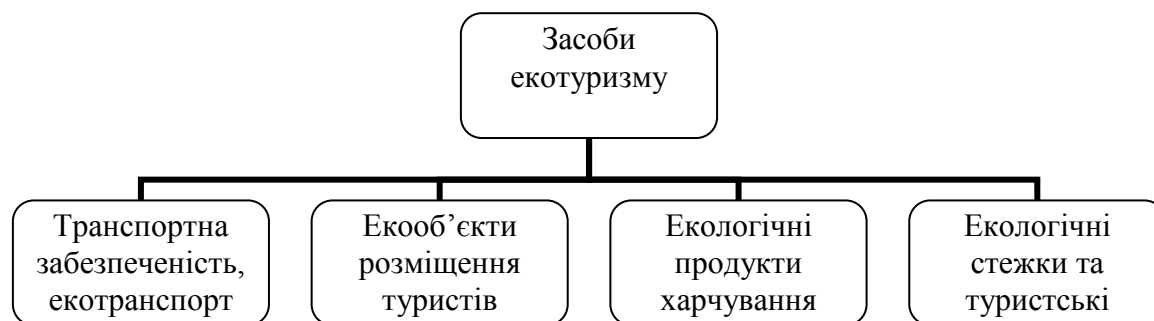 Засоби
екотуризму
Транспортна
забезпеченість,
екотранспорт
Екооб’єкти
розміщення
туристів
Екологічні
продукти
харчування
Екологічні
стежки та
туристські